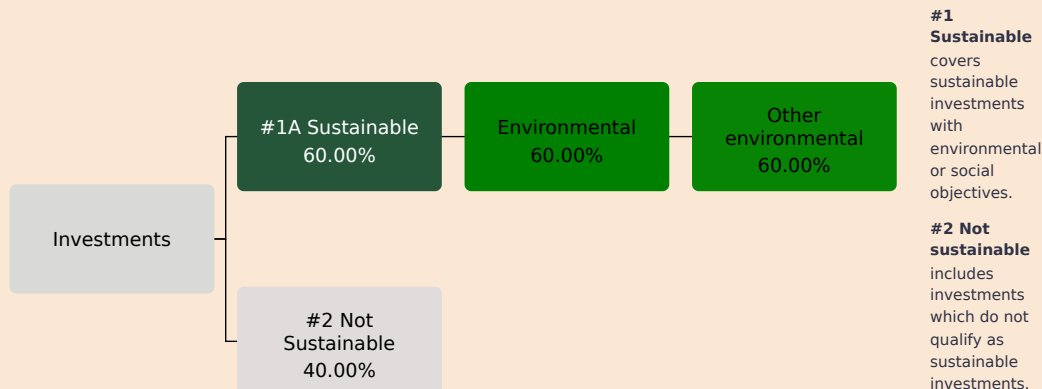 #1A Sustainable
60.00%
Environmental
60.00%
Other
environmental
60.00%
Investments
#2 Not
Sustainable
40.00%
#1
Sustainable
covers
sustainable
investments
with
environmental
or social
objectives.
#2 Not
sustainable
includes
investments
which do not
qualify as
sustainable
investments.